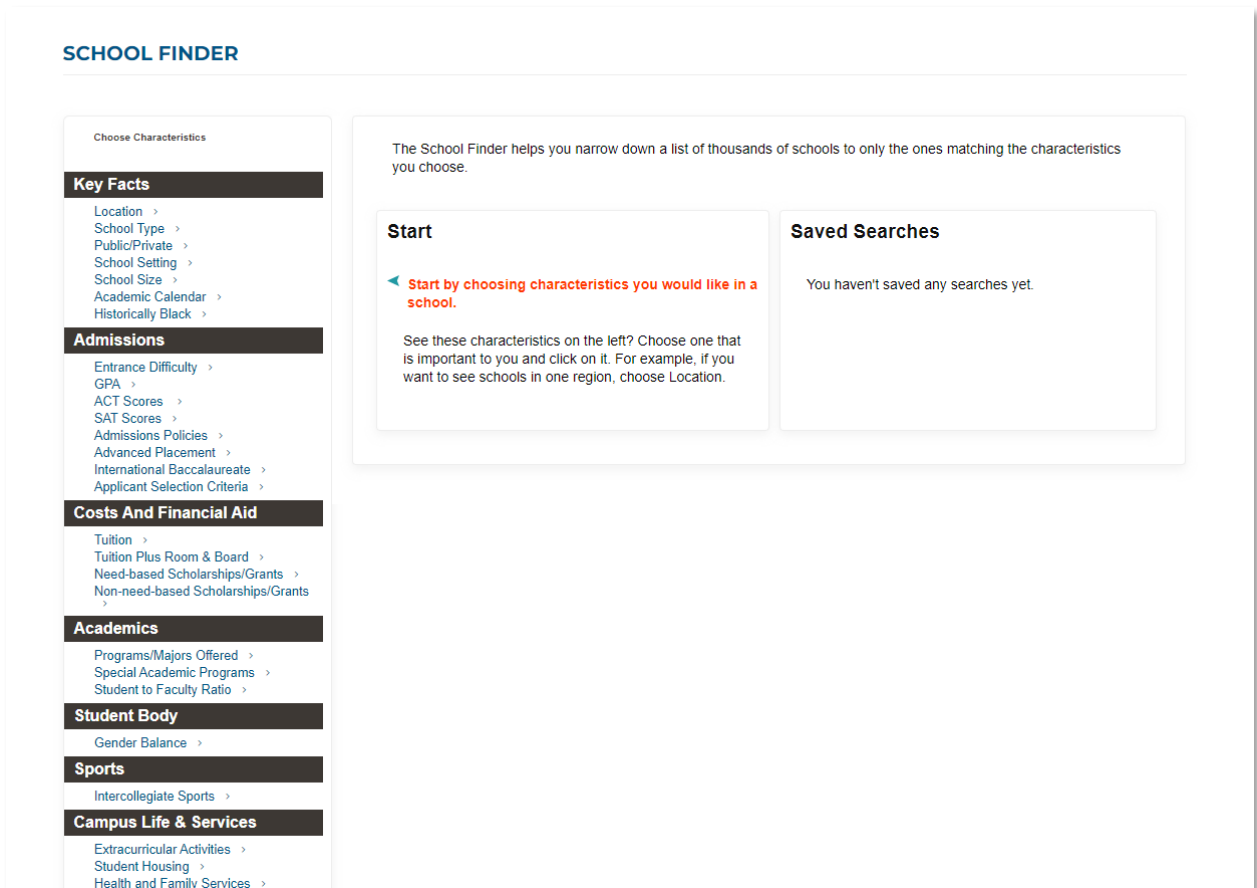 SCHOOL FINDER
Choose Characteristics
Key Facts
Location >
School Type >
Public/Private >
School Setting >
School Size >
Academic Calendar >
Historically Black >
Admissions
Entrance Difficulty >
GPA >
ACT Scores >
SAT Scores >
Admissions Policies >
Advanced Placement >
International Baccalaureate >
Applicant Selection Criteria >
Costs And Financial Aid
Tuition >
Tuition Plus Room & Board >
Need-based Scholarships/Grants >
Non-need-based Scholarships/Grants
>
Academics
Programs/Majors Offered >
Special Academic Programs >
Student to Faculty Ratio >
Student Body
Gender Balance >
Sports
Intercollegiate Sports >
Campus Life & Services
Extracurricular Activities >
Student Housing >
Health and Family Services >
The School Finder helps you narrow down a list of thousands of schools to only the ones matching the characteristics
you choose.
Start
Start by choosing characteristics you would like in a
school.
See these characteristics on the left? Choose one that
is important to you and click on it. For example, if you
want to see schools in one region, choose Location.
Saved Searches
You haven't saved any searches yet.